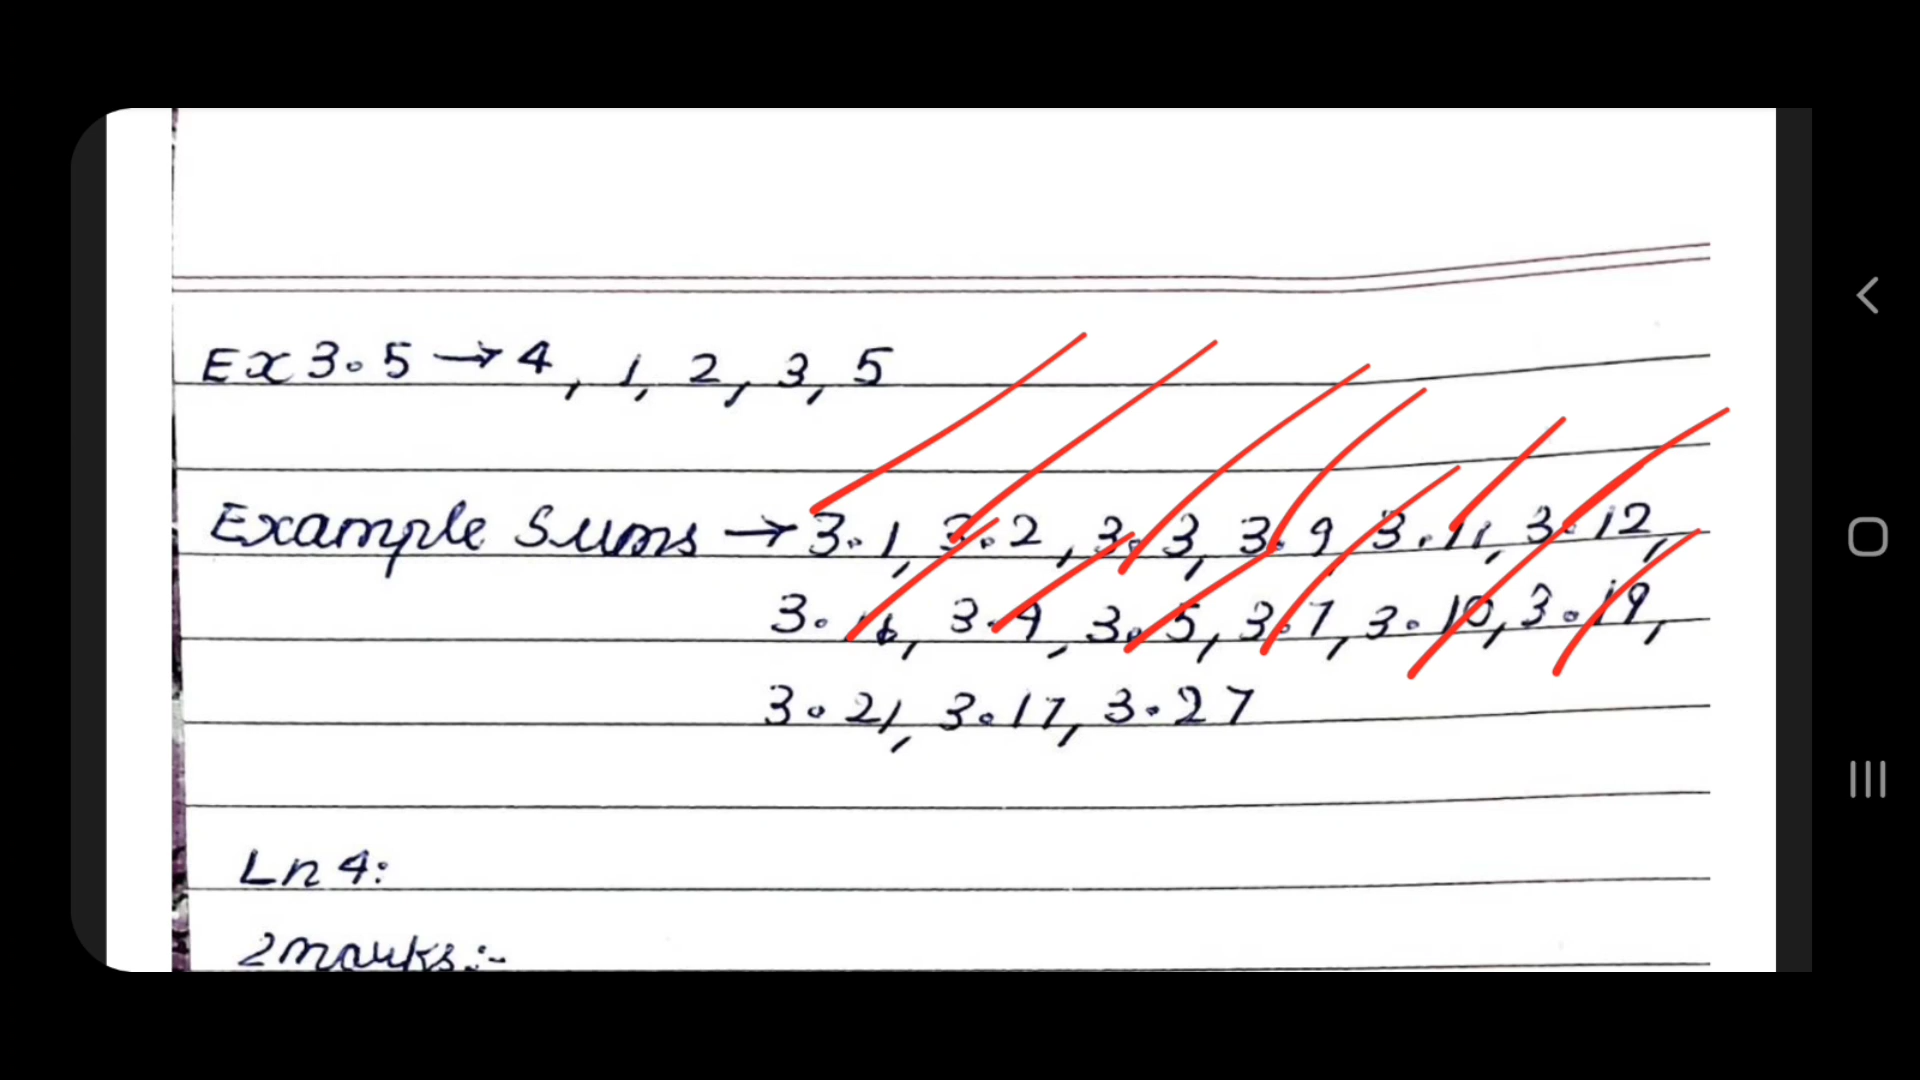 Ex 3.5 → 4, 1, 2, 3, 5
Example Sums → 3.1, 3.2, 3.3, 3.9, 3.11, 3.12,
3.16, 3.4, 3.5, 3.7, 3.10, 3.19,
3.21, 3.17, 3.27
Ln 4:
2marks:-